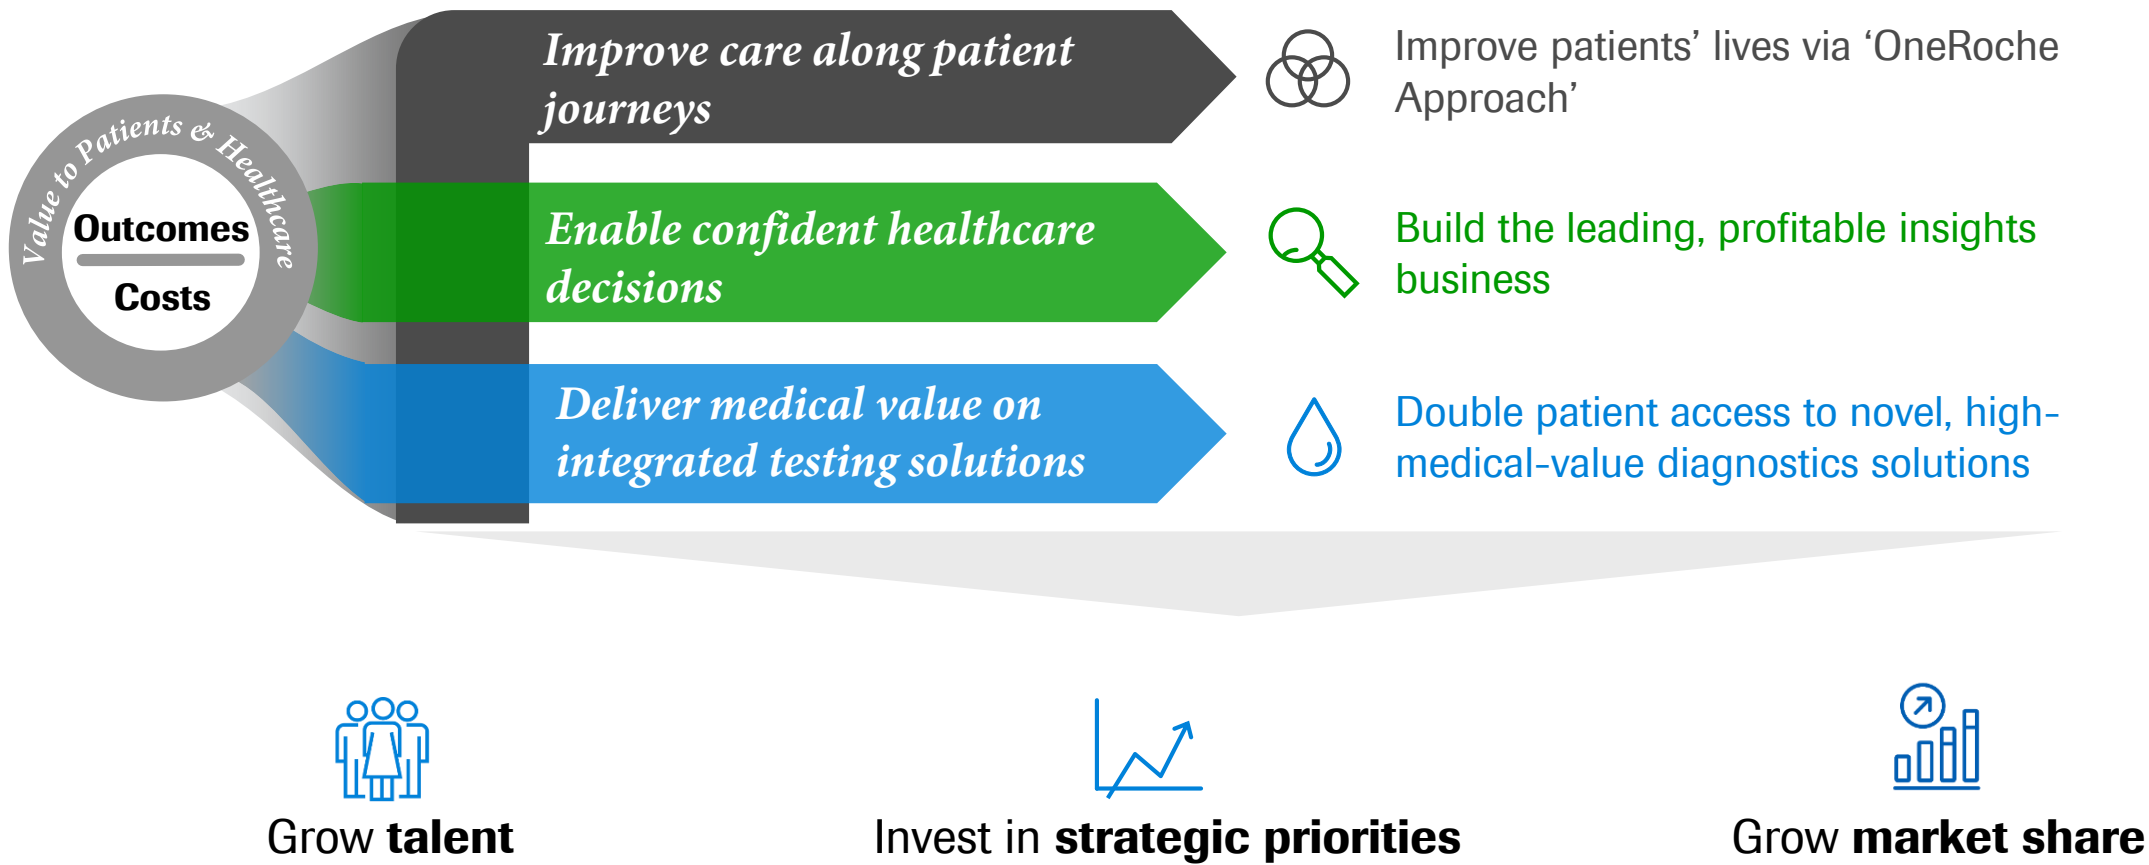 Value to Patients & Healthcare
Outcomes
Costs
Improve care along patient
journeys
Improve patients’ lives via ‘OneRoche
Approach’
Enable confident healthcare
decisions
Build the leading, profitable insights
business
Deliver medical value on
integrated testing solutions
Double patient access to novel, high-
medical-value diagnostics solutions
Grow talent
Invest in strategic priorities
Grow market share